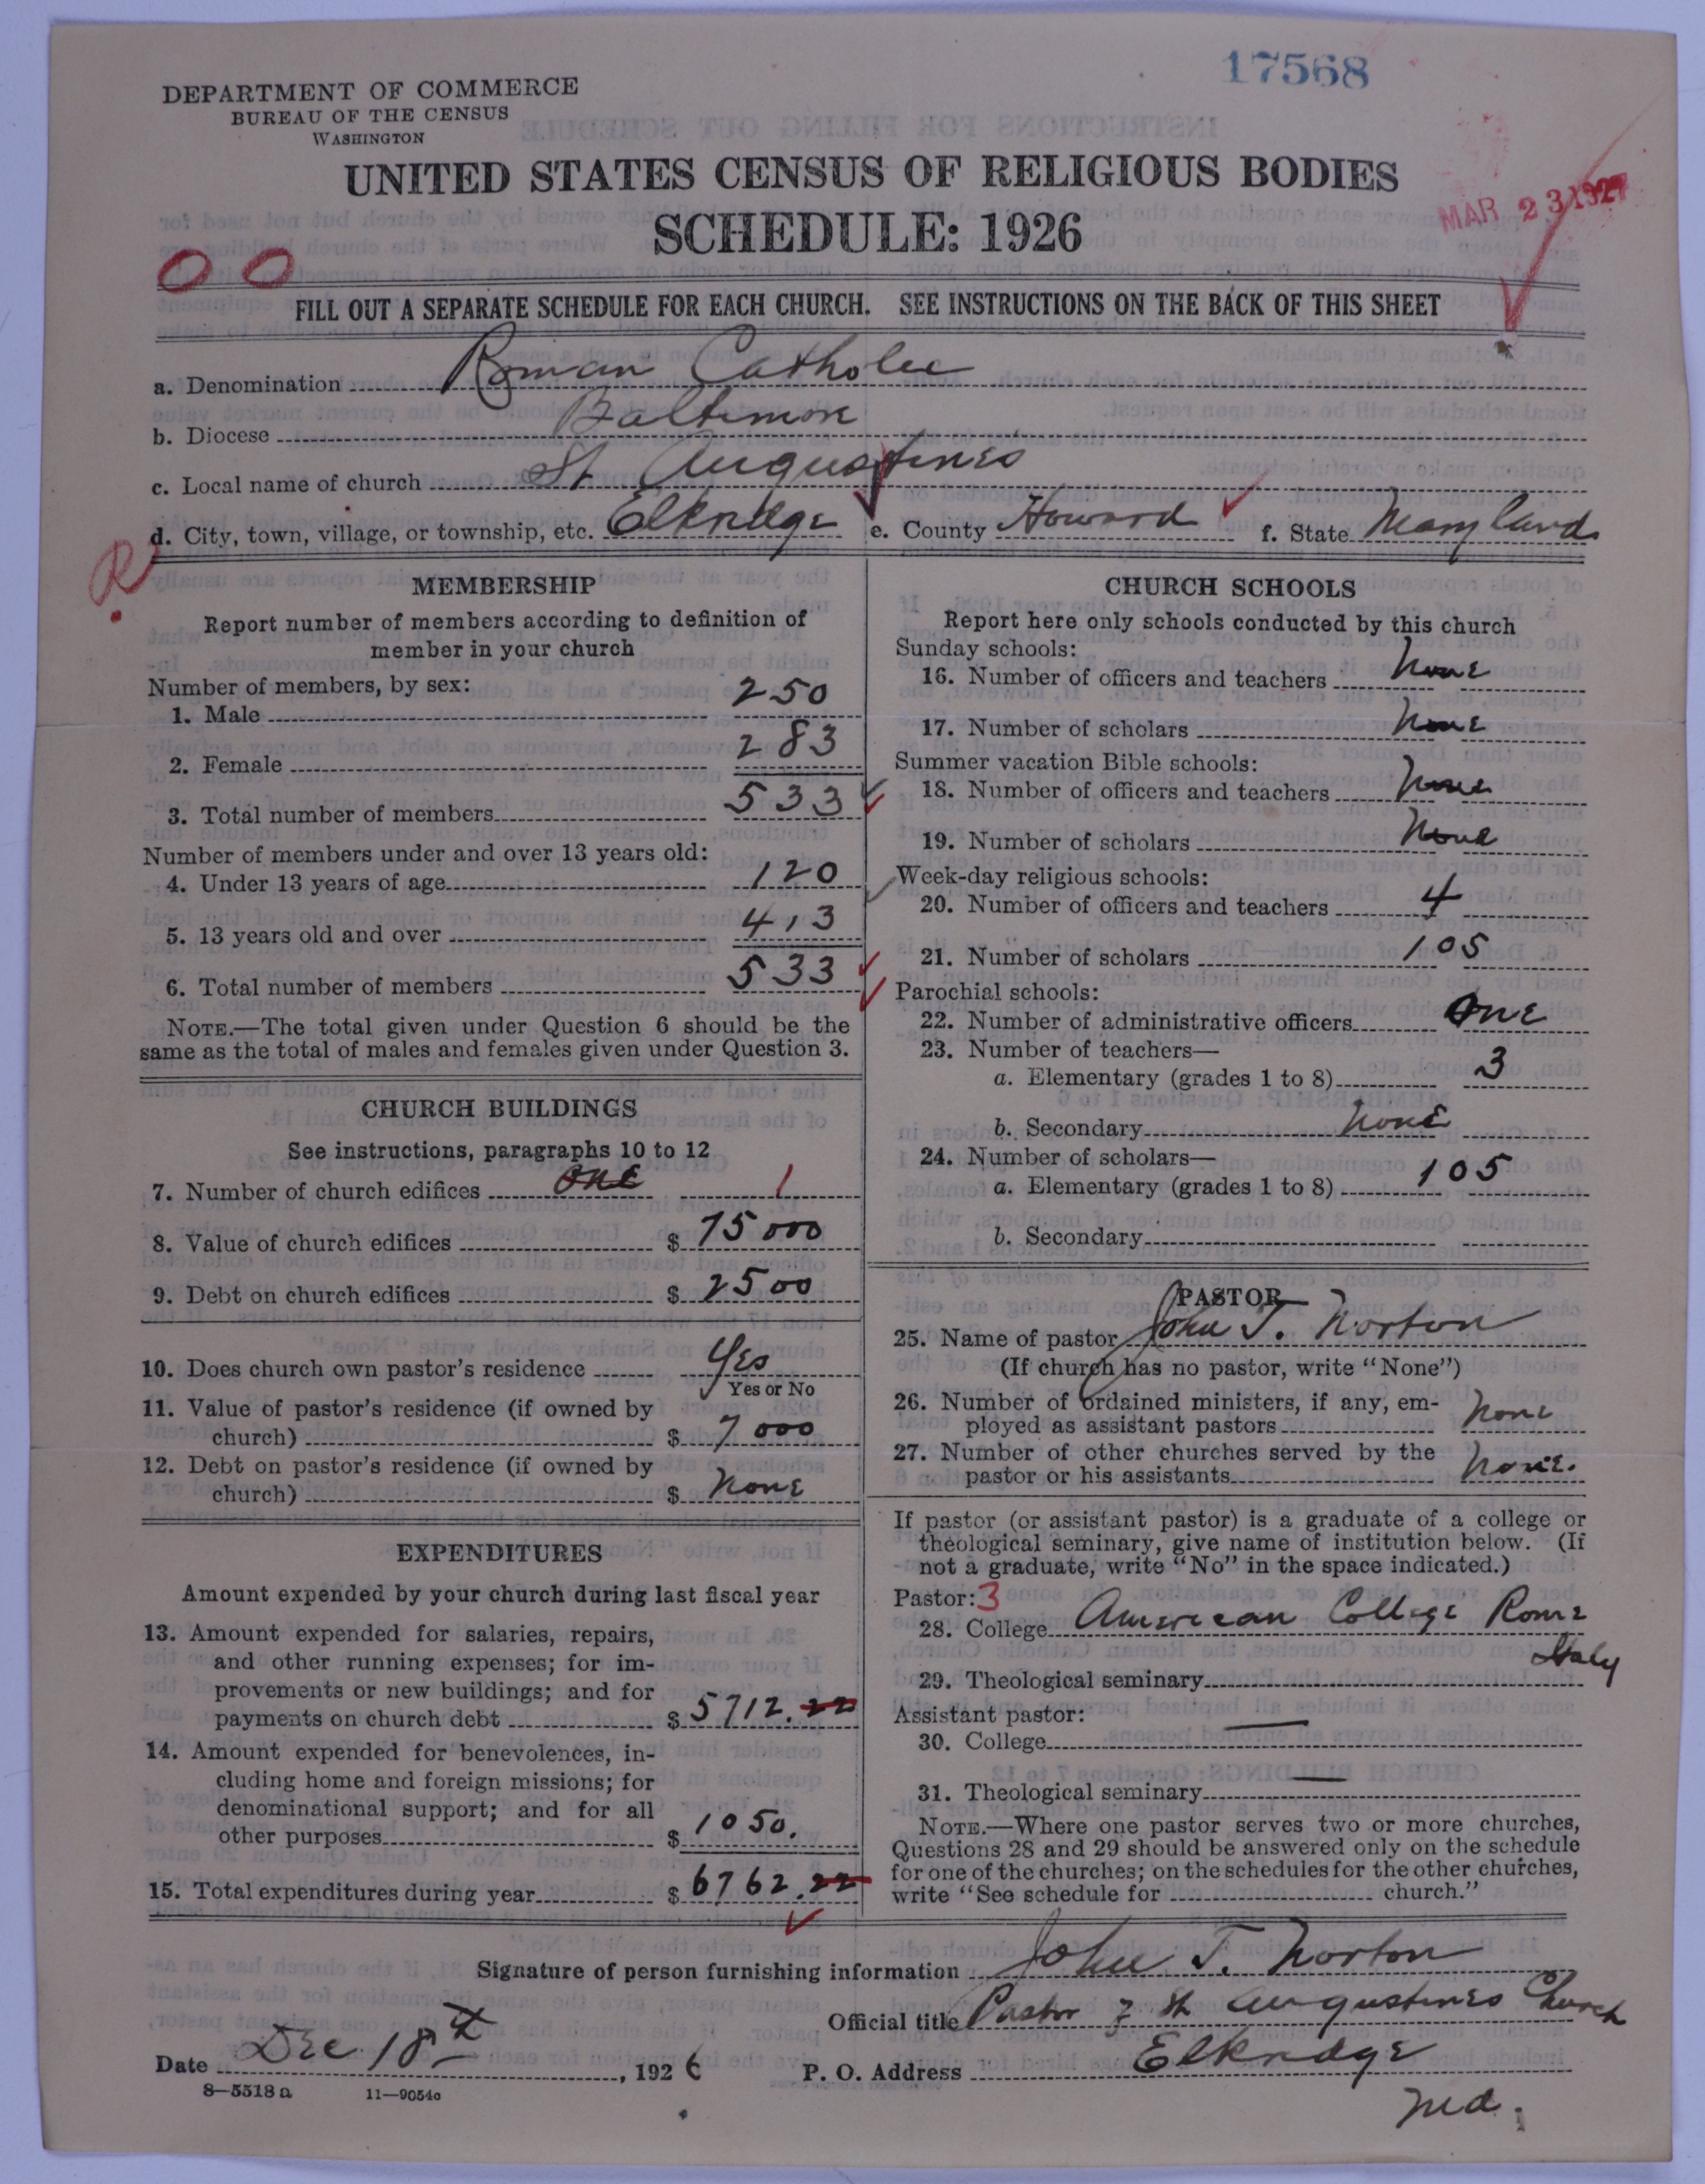 17568
DEPARTMENT OF COMMERCE
BUREAU OF THE CENSUS
WASHINGTON
UNITED STATES CENSUS OF RELIGIOUS BODIES
SCHEDULE: 1926
MAR 23 1927
OO
FILL OUT A SEPARATE SCHEDULE FOR EACH CHURCH. SEE INSTRUCTIONS ON THE BACK OF THIS SHEET
a. Denomination Roman Catholic
b. Diocese Baltimore
c. Local name of church St Augustines
d. City, town, village, or township, etc. Elkridge e. County Howard f. State Maryland
R.
MEMBERSHIP
Report number of members according to definition of
member in your church
Number of members, by sex:
1. Male 250
2. Female 283
3. Total number of members 533
Number of members under and over 13 years old:
4. Under 13 years of age 120
5. 13 years old and over 413
6. Total number of members 533
NOTE.—The total given under Question 6 should be the
same as the total of males and females given under Question 3.
CHURCH BUILDINGS
See instructions, paragraphs 10 to 12
7. Number of church edifices one 1
8. Value of church edifices $ 75 000
9. Debt on church edifices $ 2500
10. Does church own pastor's residence Yes
Yes or No
11. Value of pastor's residence (if owned by
church) $ 7 000
12. Debt on pastor's residence (if owned by
church) $ None
EXPENDITURES
Amount expended by your church during last fiscal year
13. Amount expended for salaries, repairs,
and other running expenses; for im-
provements or new buildings; and for
payments on church debt $ 5712.22
14. Amount expended for benevolences, in-
cluding home and foreign missions; for
denominational support; and for all
other purposes $ 1050.
15. Total expenditures during year $ 6762.22
CHURCH SCHOOLS
Report here only schools conducted by this church
Sunday schools:
16. Number of officers and teachers None
17. Number of scholars None
Summer vacation Bible schools:
18. Number of officers and teachers None
19. Number of scholars None
Week-day religious schools:
20. Number of officers and teachers 4
21. Number of scholars 105
Parochial schools:
22. Number of administrative officers One
23. Number of teachers—
a. Elementary (grades 1 to 8) 3
b. Secondary None
24. Number of scholars—
a. Elementary (grades 1 to 8) 105
b. Secondary
PASTOR
25. Name of pastor John T. Norton
(If church has no pastor, write "None")
26. Number of ordained ministers, if any, em-
ployed as assistant pastors None
27. Number of other churches served by the
pastor or his assistants None.
If pastor (or assistant pastor) is a graduate of a college or
theological seminary, give name of institution below. (If
not a graduate, write "No" in the space indicated.)
Pastor: 3
28. College American College Rome
Italy
29. Theological seminary
Assistant pastor:
30. College —
31. Theological seminary —
NOTE.—Where one pastor serves two or more churches,
Questions 28 and 29 should be answered only on the schedule
for one of the churches; on the schedules for the other churches,
write "See schedule for church."
Signature of person furnishing information John T. Norton
Official title Pastor of St Augustines Church
Date Dec 18th, 1926 P. O. Address Elkridge
Md.
8—5518 a 11—9054a